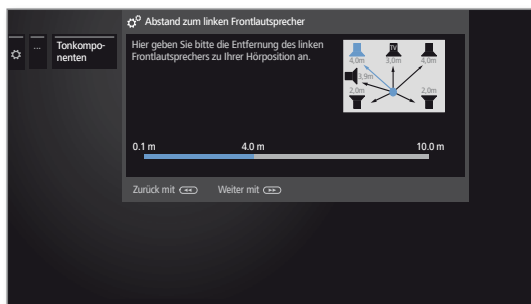 Abstand zum linken Frontlautsprecher
...
Tonkompo-
nenten
Hier geben Sie bitte die Entfernung des linken
Frontlautsprechers zu Ihrer Hörposition an.
TV
4,0m 3,0m 4,0m
3,9m
2,0m 2,0m
0.1 m 4.0 m 10.0 m
Zurück mit Weiter mit